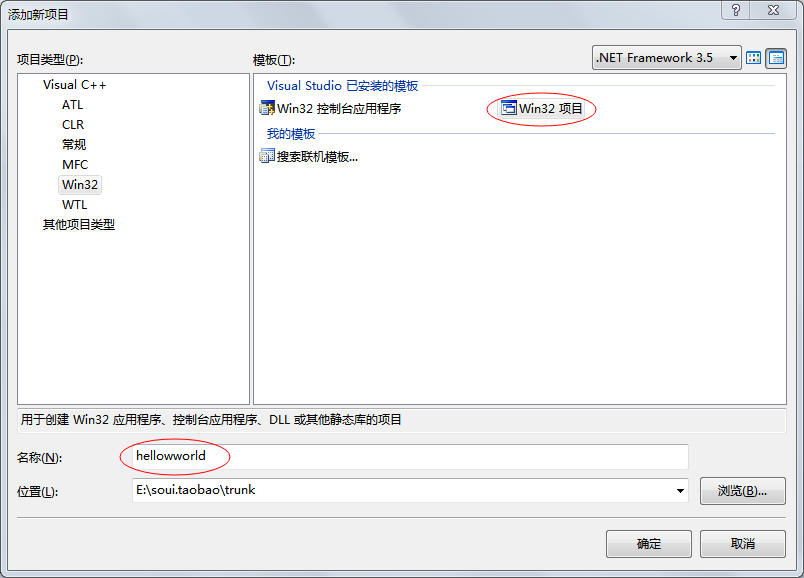 添加新项目
项目类型(P):
模板(T):
.NET Framework 3.5
Visual C++
ATL
CLR
常规
MFC
Win32
WTL
其他项目类型
Visual Studio 已安装的模板
Win32 控制台应用程序
Win32 项目
我的模板
搜索联机模板...
用于创建 Win32 应用程序、控制台应用程序、DLL 或其他静态库的项目
名称(N):
hellowworld
位置(L):
E:\soui.taobao\trunk
浏览(B)...
确定
取消